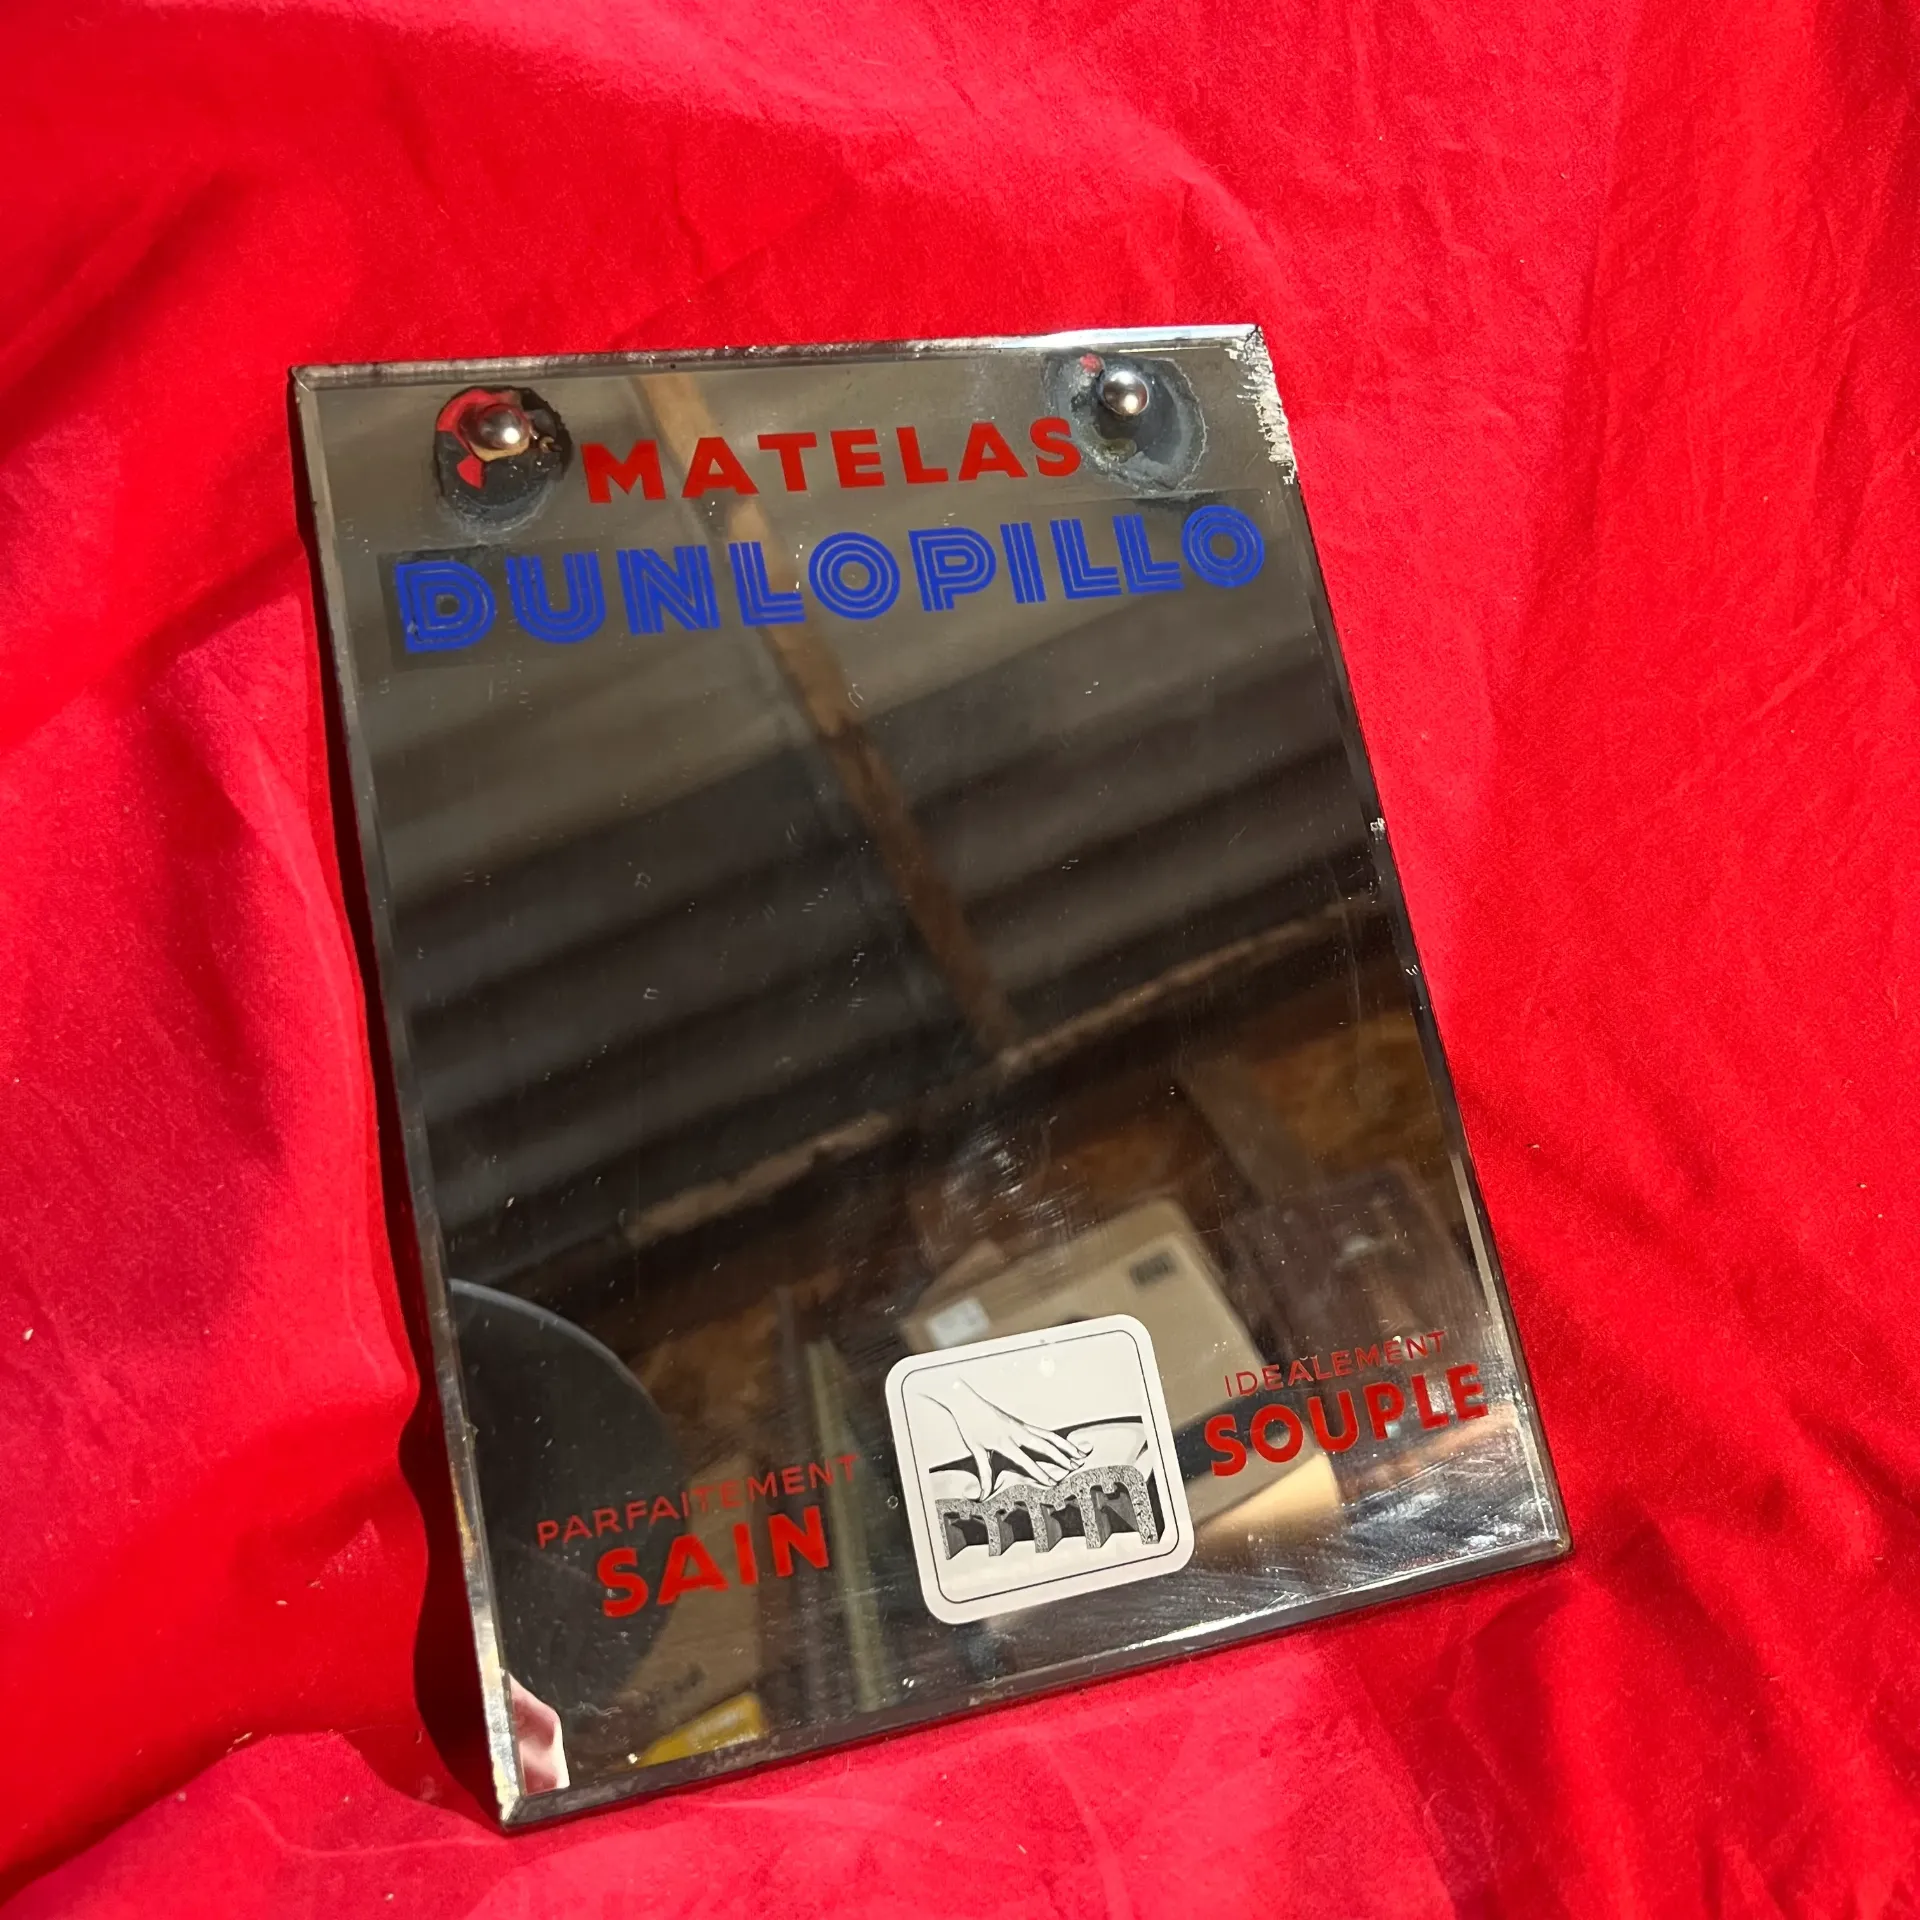 MATELAS
DUNLOPILLO
PARFAITEMENT
SAIN
IDEALEMENT
SOUPLE